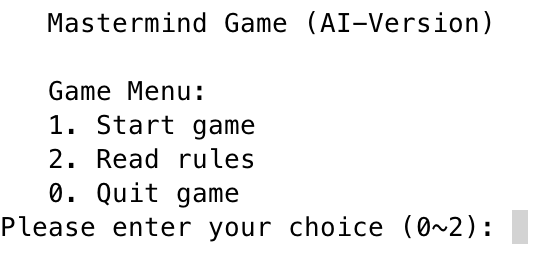 Mastermind Game (AI-Version)
Game Menu:
1. Start game
2. Read rules
0. Quit game
Please enter your choice (0~2):